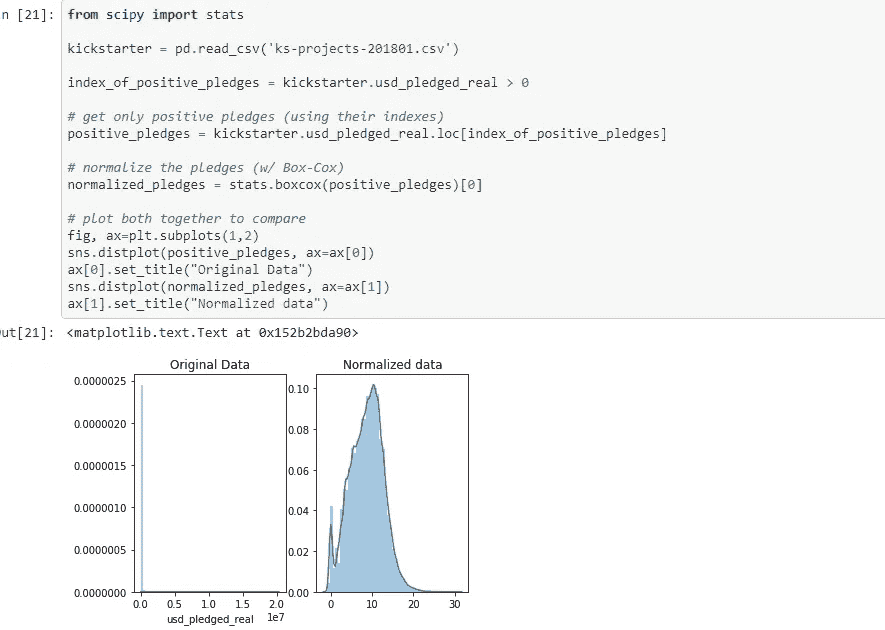 n [21]:
from scipy import stats
kickstarter = pd.read_csv('ks-projects-201801.csv')
index_of_positive_pledges = kickstarter.usd_pledged_real > 0
# get only positive pledges (using their indexes)
positive_pledges = kickstarter.usd_pledged_real.loc[index_of_positive_pledges]
# normalize the pledges (w/ Box-Cox)
normalized_pledges = stats.boxcox(positive_pledges)[0]
# plot both together to compare
fig, ax=plt.subplots(1,2)
sns.distplot(positive_pledges, ax=ax[0])
ax[0].set_title("Original Data")
sns.distplot(normalized_pledges, ax=ax[1])
ax[1].set_title("Normalized data")
ut[21]: <matplotlib.text.Text at 0x152b2bda90>
Original Data
0.0000025
0.0000020
0.0000015
0.0000010
0.0000005
0.0000000
0.0 0.5 1.0 1.5 2.0
usd_pledged_real 1e7
Normalized data
0.10
0.08
0.06
0.04
0.02
0.00
0 10 20 30